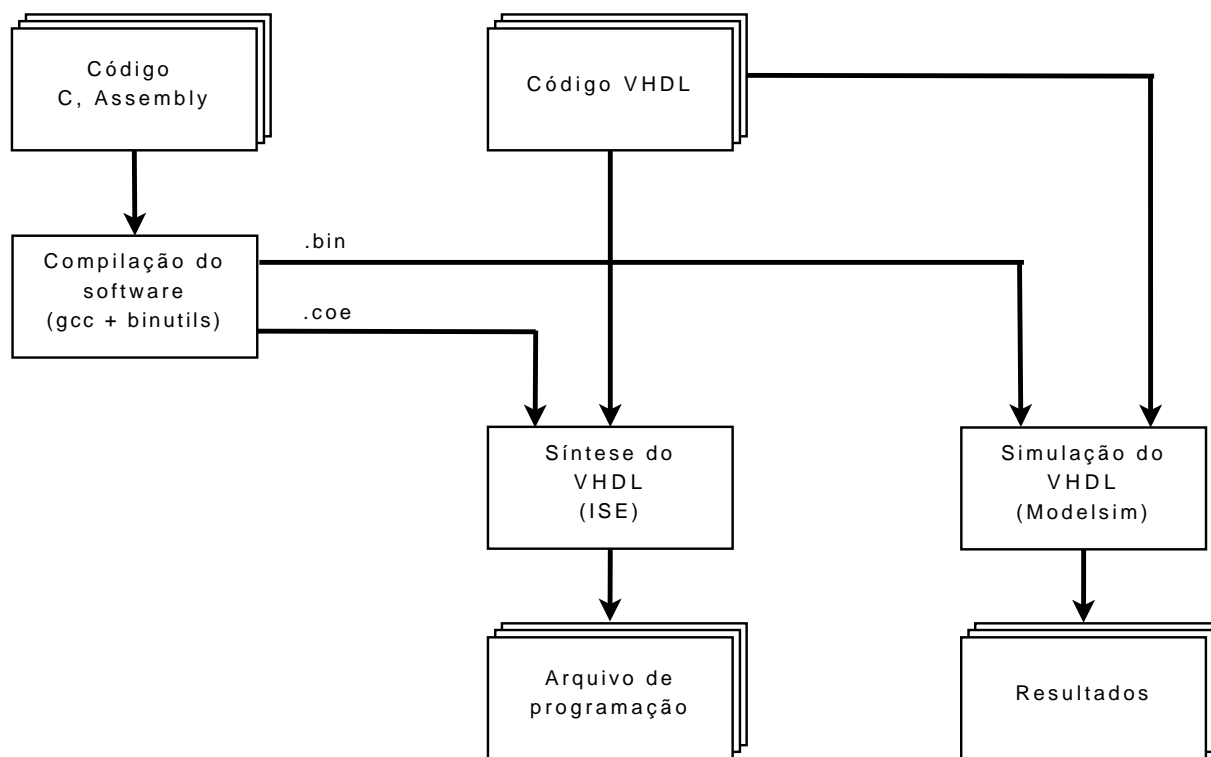 Código
C, Assembly
Código VHDL
.bin
Compilação do
software
(gcc + binutils)
.coe
Síntese do
VHDL
(ISE)
Simulação do
VHDL
(Modelsim)
Arquivo de
programação
Resultados